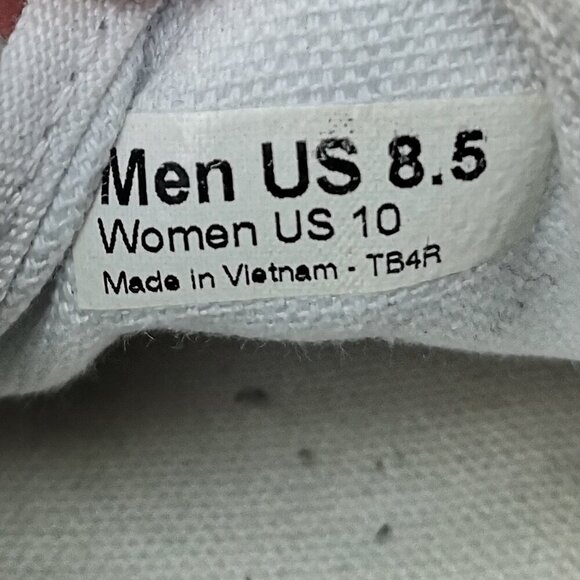 Men US 8.5
Women US 10
Made in Vietnam - TB4R